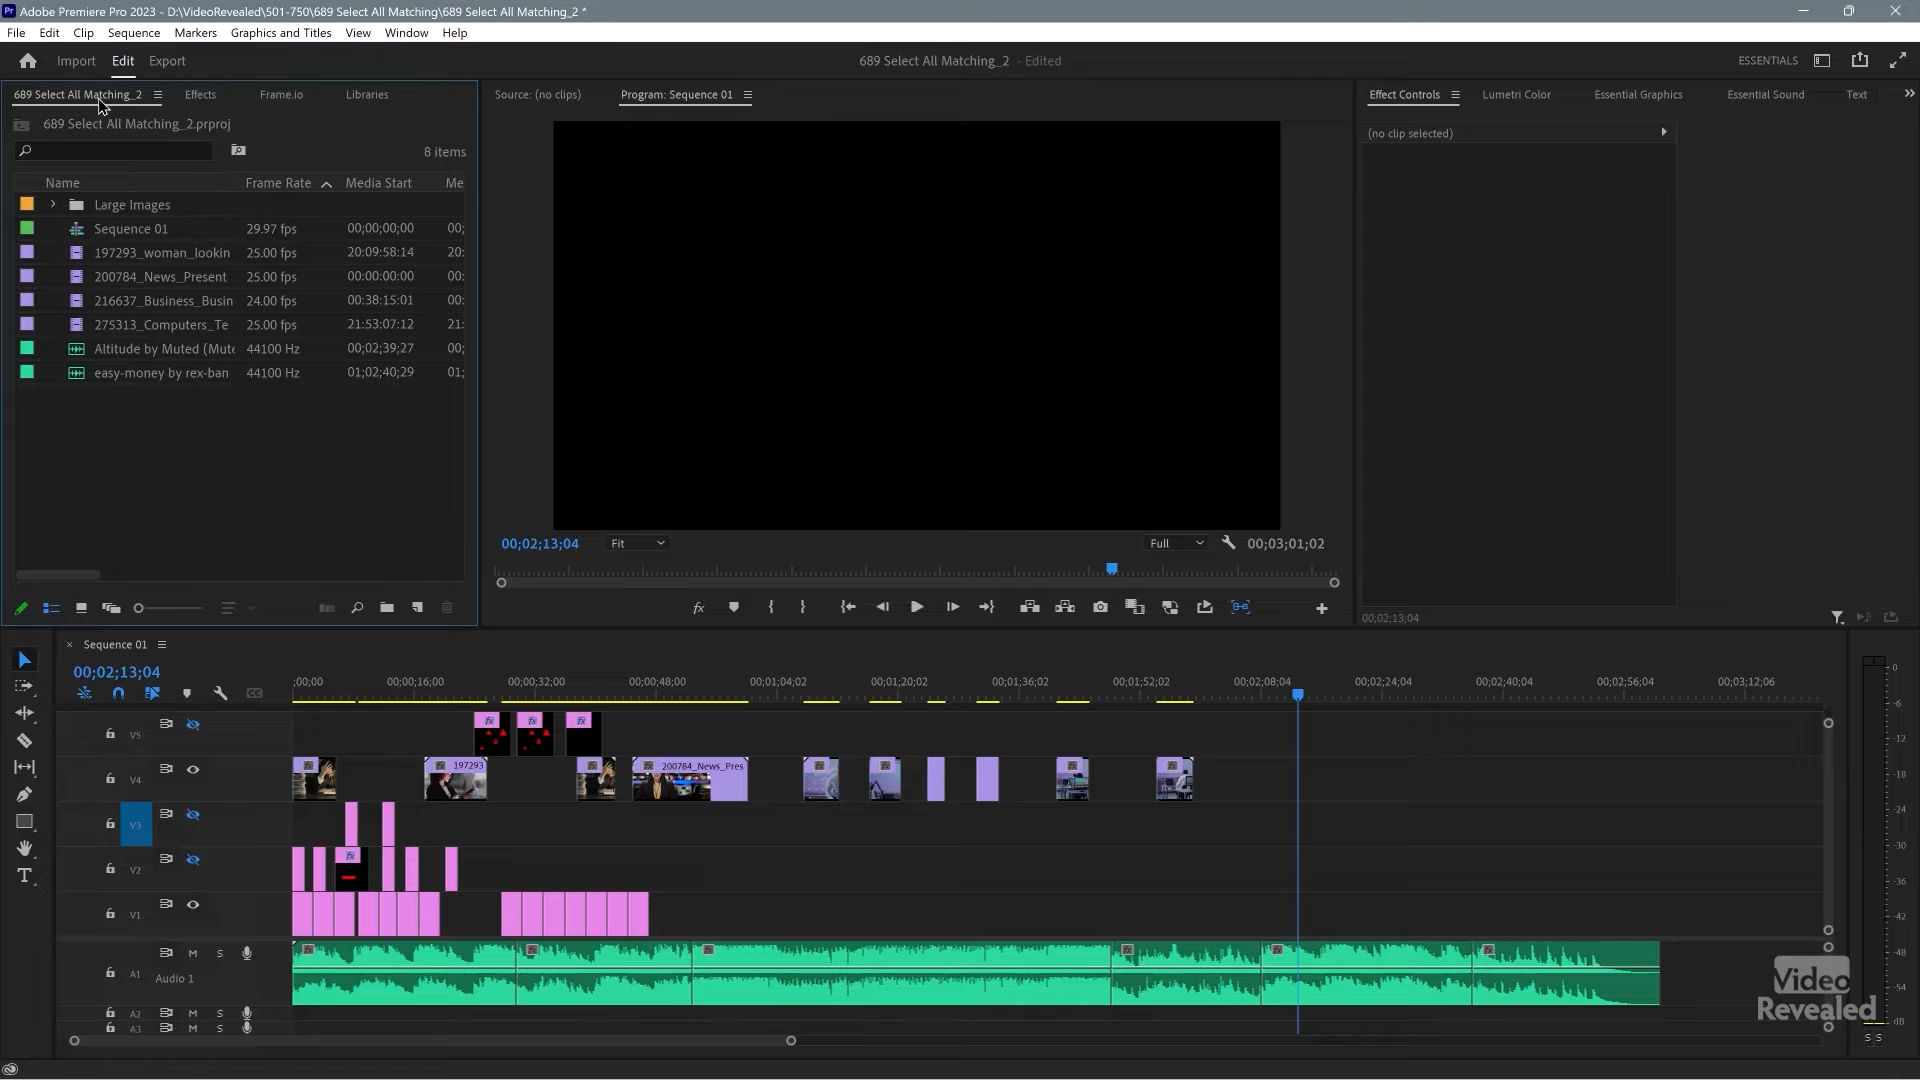 Adobe Premiere Pro 2023 - D:\VideoRevealed\501-750\689 Select All Matching\689 Select All Matching_2 *
File Edit Clip Sequence Markers Graphics and Titles View Window Help
Import Edit Export
689 Select All Matching_2 - Edited
ESSENTIALS
689 Select All Matching_2 Effects Frame.io Libraries
689 Select All Matching_2.prproj
8 items
Name Frame Rate Media Start Me
Large Images
Sequence 01 29.97 fps 00;00;00;00 00;
197293_woman_lookin 25.00 fps 20:09:58:14 20:
200784_News_Present 25.00 fps 00:00:00:00 00:
216637_Business_Busin 24.00 fps 00:38:15:01 00:
275313_Computers_Te 25.00 fps 21:53:07:12 21:
Altitude by Muted (Mute 44100 Hz 00;02;39;27 00;
easy-money by rex-ban 44100 Hz 01;02;40;29 01;
Source: (no clips) Program: Sequence 01
00;02;13;04 Fit Full 00;03;01;02
Effect Controls Lumetri Color Essential Graphics Essential Sound Text
(no clip selected)
00;02;13;04
Sequence 01
00;02;13;04
;00;00 00;00;16;00 00;00;32;00 00;00;48;00 00;01;04;02 00;01;20;02 00;01;36;02 00;01;52;02 00;02;08;04 00;02;24;04 00;02;40;04 00;02;56;04 00;03;12;06
V5
V4
197293
200784_News_Pres
V3
V2
V1
A1 M S
Audio 1
A2 M S
A3 M S
0
-6
-12
-18
-24
-30
-36
-42
-48
-54
dB
S S
Video
Revealed